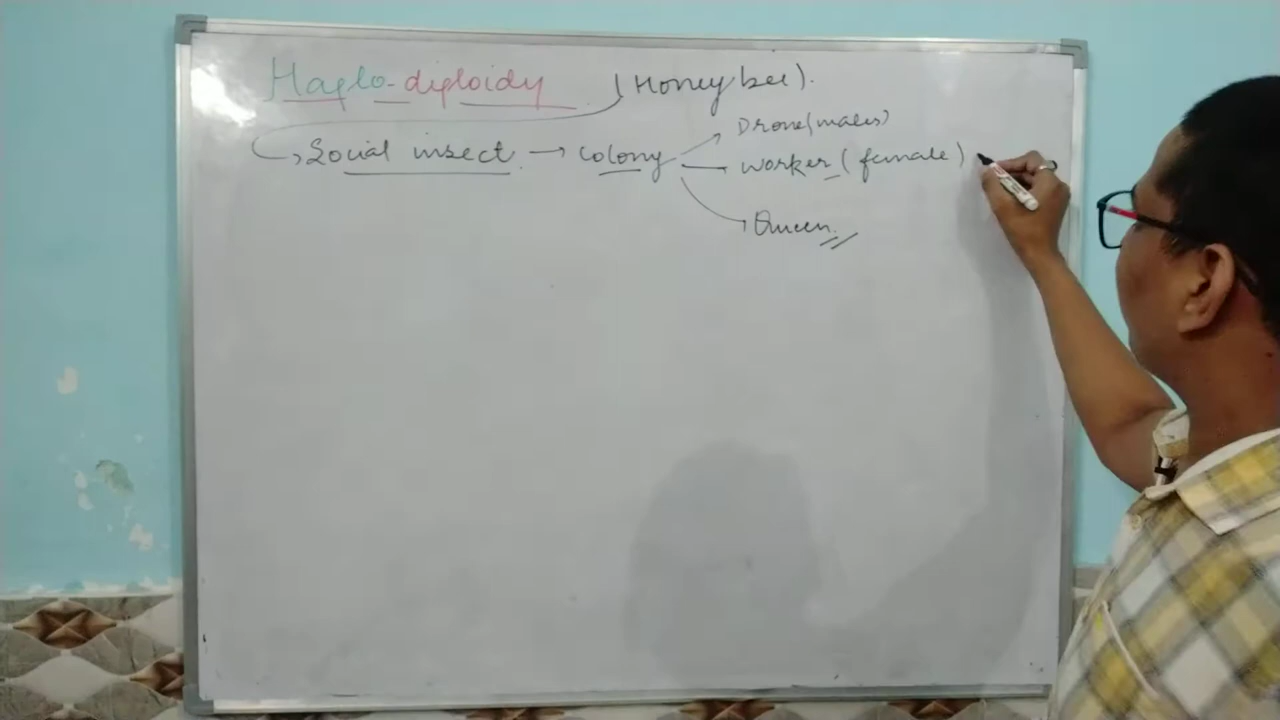 Haplo-diploidy (Honey bee).
Drone (males)
Social insect. → colony → worker (female)
Queen.